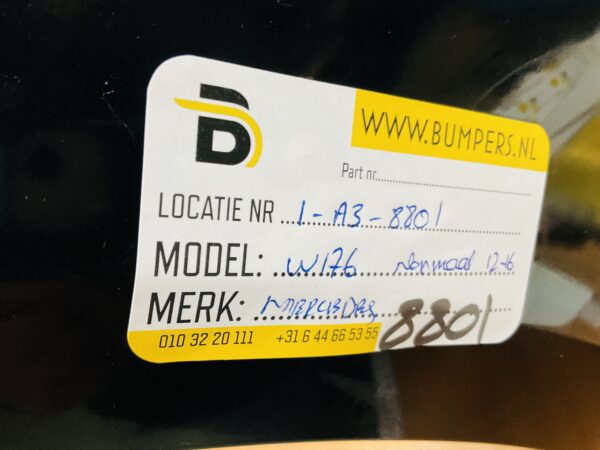 WWW.BUMPERS.NL
Part nr.
LOCATIE NR 1-A3-8801
MODEL: W176 Normaal 12-16
MERK: MERCEDES
010 32 20 111 +31 6 44 66 53 55 8801